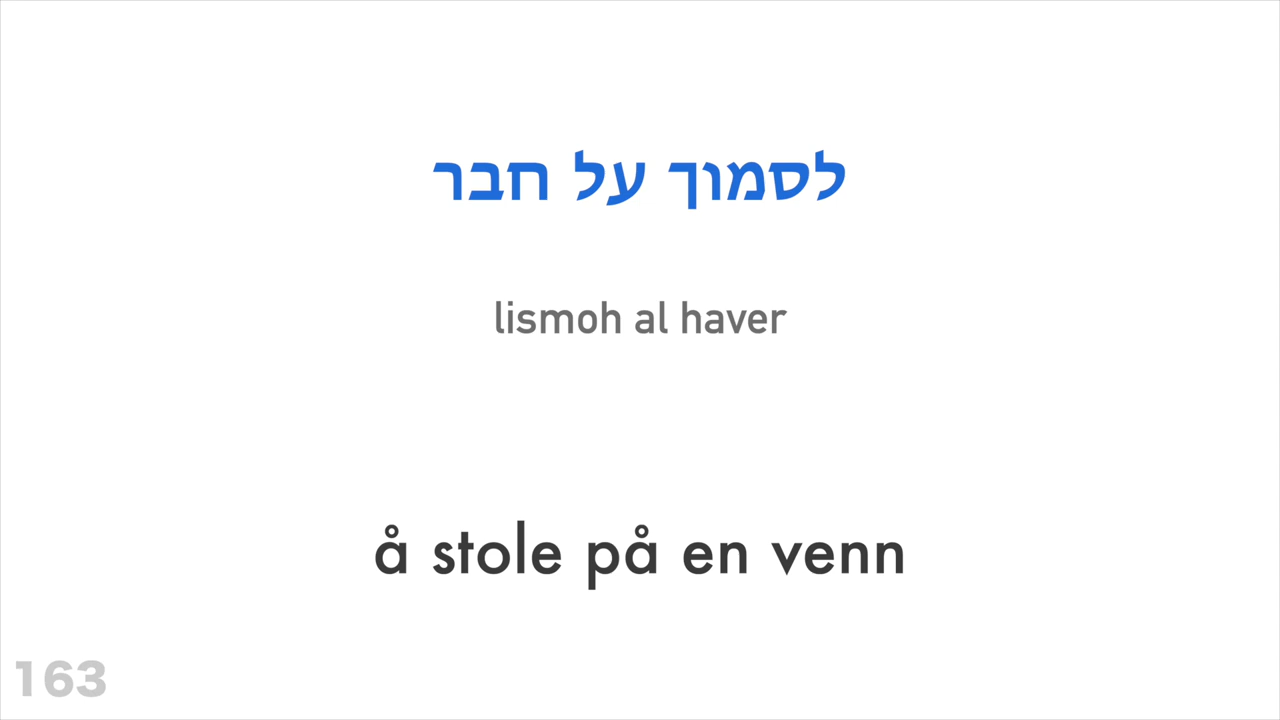 לסמוך על חבר
lismoh al haver
å stole på en venn
163